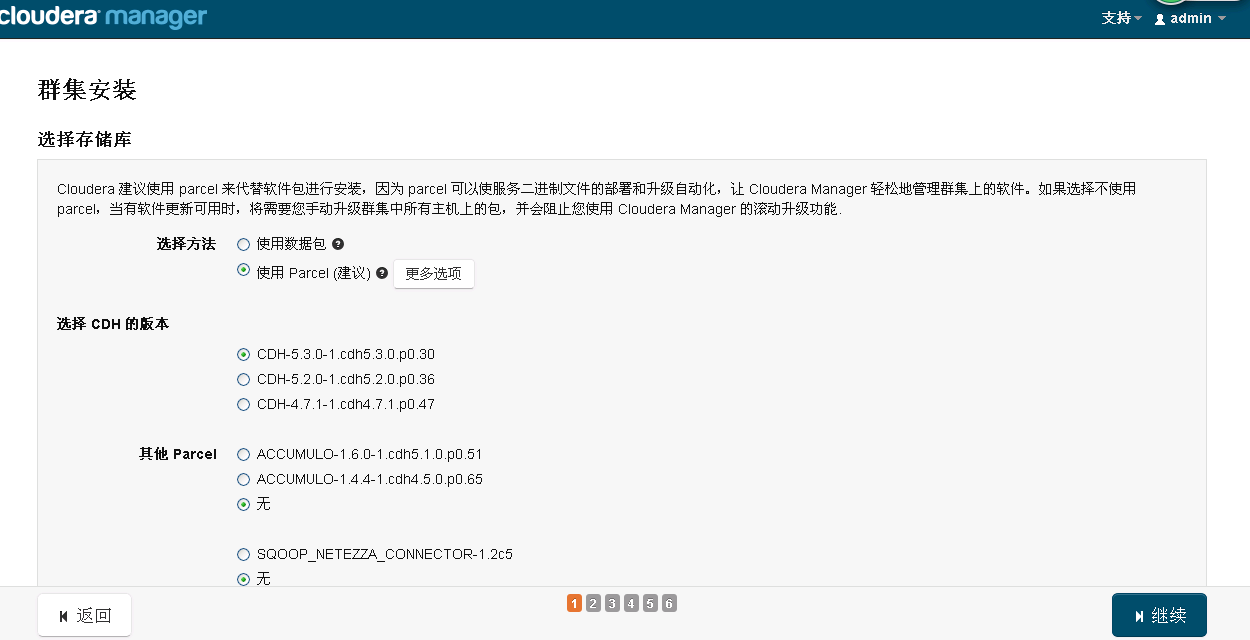 cloudera manager
支持 admin
群集安装
选择存储库
Cloudera 建议使用 parcel 来代替软件包进行安装，因为 parcel 可以使服务二进制文件的部署和升级自动化，让 Cloudera Manager 轻松地管理群集上的软件。如果选择不使用
parcel，当有软件更新可用时，将需要您手动升级群集中所有主机上的包，并会阻止您使用 Cloudera Manager 的滚动升级功能.
选择方法 使用数据包 ?
使用 Parcel (建议) ? 更多选项
选择 CDH 的版本
CDH-5.3.0-1.cdh5.3.0.p0.30
CDH-5.2.0-1.cdh5.2.0.p0.36
CDH-4.7.1-1.cdh4.7.1.p0.47
其他 Parcel ACCUMULO-1.6.0-1.cdh5.1.0.p0.51
ACCUMULO-1.4.4-1.cdh4.5.0.p0.65
无
SQOOP_NETEZZA_CONNECTOR-1.2c5
无
返回 1 2 3 4 5 6 继续